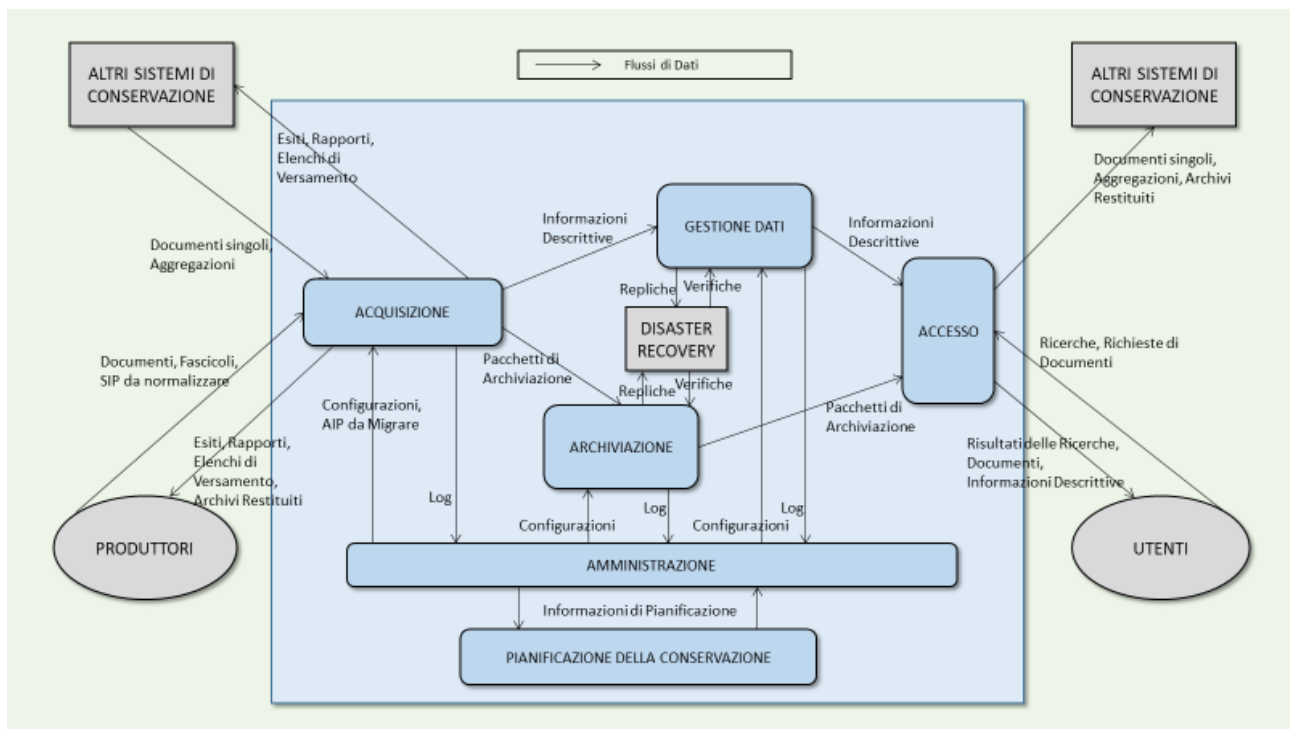 ALTRI SISTEMI DI
CONSERVAZIONE
Flussi di Dati
ALTRI SISTEMI DI
CONSERVAZIONE
Esiti, Rapporti,
Elenchi di
Versamento
Documenti singoli,
Aggregazioni, Archivi
Restituiti
Informazioni
Descrittive
GESTIONE DATI
Informazioni
Descrittive
Documenti singoli,
Aggregazioni
Repliche
Verifiche
ACQUISIZIONE
DISASTER
RECOVERY
ACCESSO
Ricerche, Richieste di
Documenti
Documenti, Fascicoli,
SIP da normalizzare
Pacchetti di
Archiviazione
Repliche
Verifiche
Configurazioni,
AIP da Migrare
Pacchetti di
Archiviazione
Esiti, Rapporti,
Elenchi di
Versamento,
Archivi Restituiti
ARCHIVIAZIONE
Risultati delle Ricerche,
Documenti,
Informazioni Descrittive
Log
Configurazioni
Log
Configurazioni
Log
PRODUTTORI
AMMINISTRAZIONE
UTENTI
Informazioni di Pianificazione
PIANIFICAZIONE DELLA CONSERVAZIONE